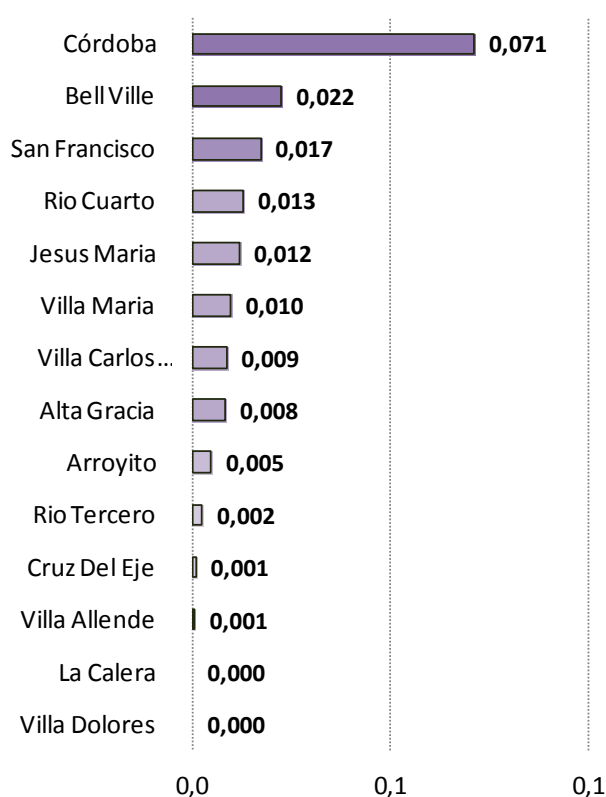 Córdoba 0,071
Bell Ville 0,022
San Francisco 0,017
Rio Cuarto 0,013
Jesus Maria 0,012
Villa Maria 0,010
Villa Carlos... 0,009
Alta Gracia 0,008
Arroyito 0,005
Rio Tercero 0,002
Cruz Del Eje 0,001
Villa Allende 0,001
La Calera 0,000
Villa Dolores 0,000
0,0 0,1 0,1